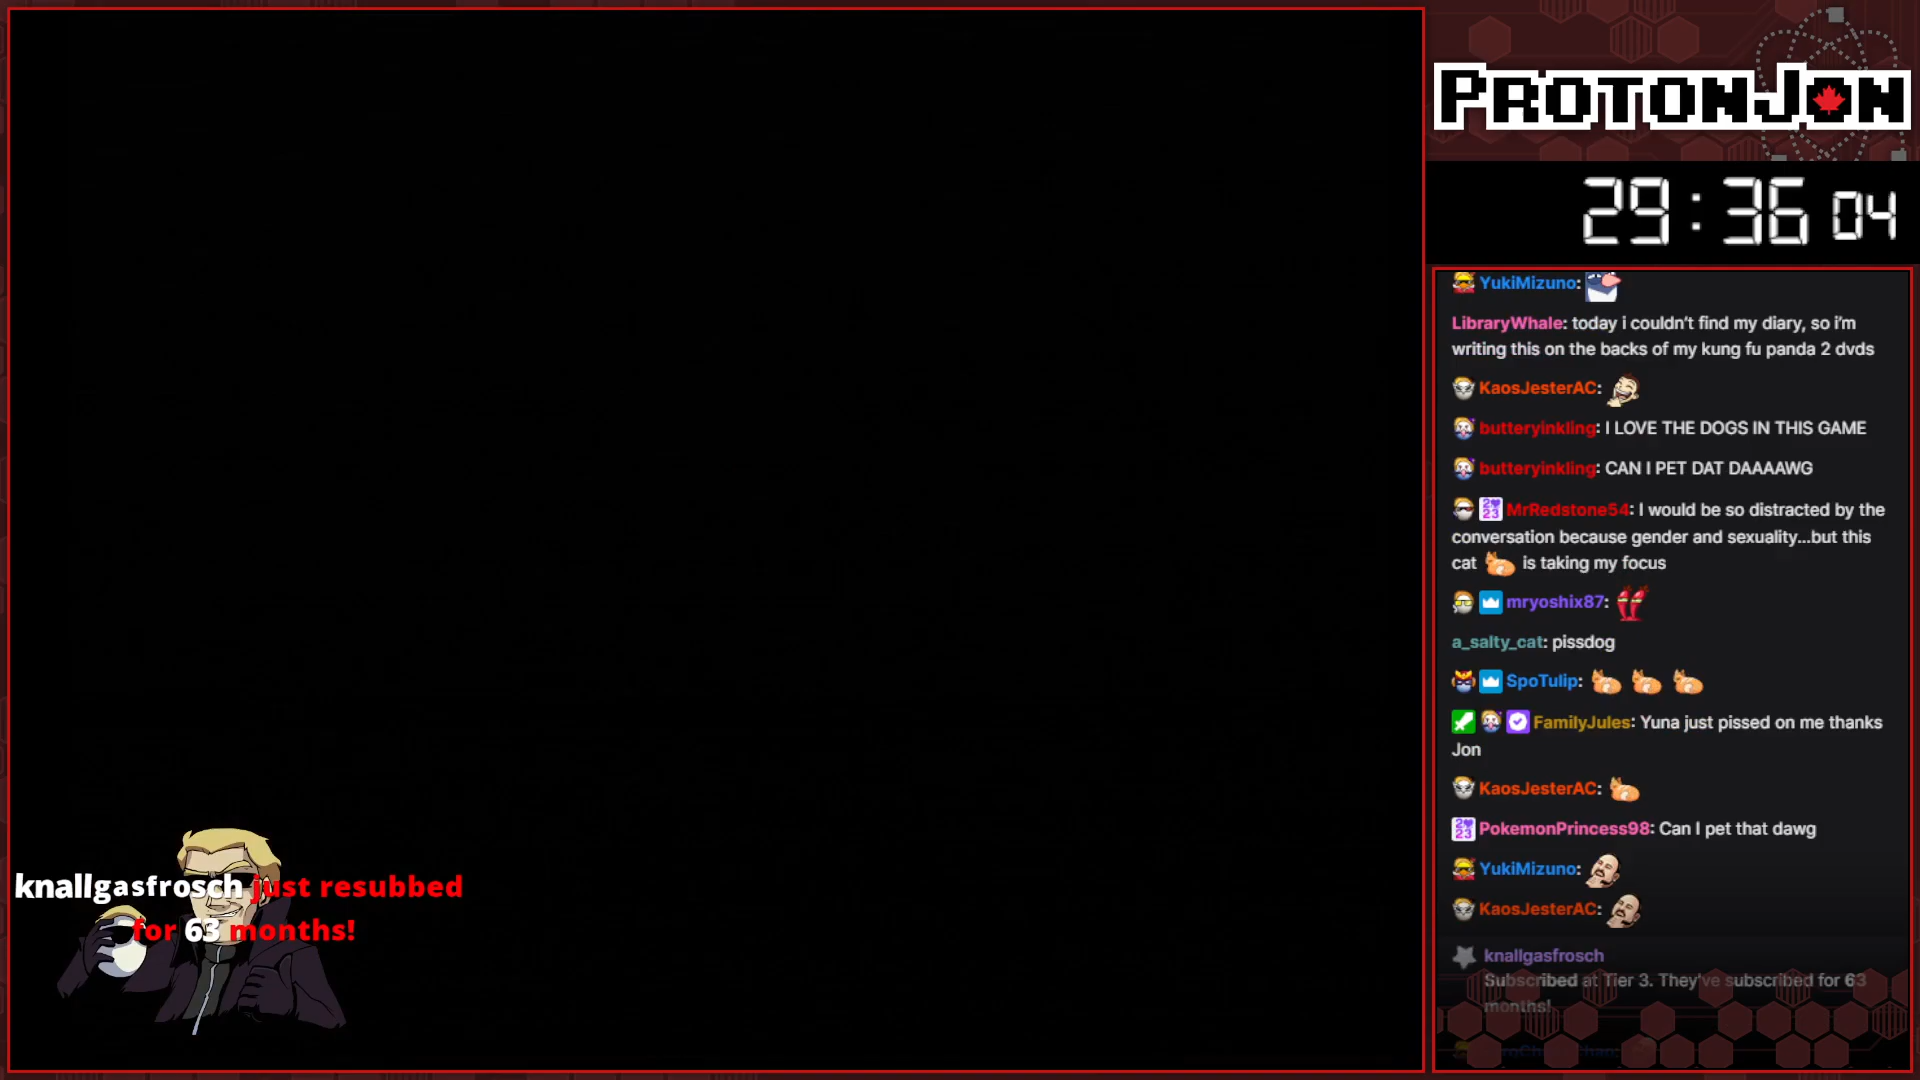 PROTONJON
29:36 04
YukiMizuno:
LibraryWhale: today i couldn't find my diary, so i'm
writing this on the backs of my kung fu panda 2 dvds
KaosJesterAC:
butteryinkling: I LOVE THE DOGS IN THIS GAME
butteryinkling: CAN I PET DAT DAAAAWG
MrRedstone54: I would be so distracted by the
conversation because gender and sexuality...but this
cat is taking my focus
mryoshix87:
a_salty_cat: pissdog
SpoTulip:
FamilyJules: Yuna just pissed on me thanks
Jon
KaosJesterAC:
PokemonPrincess98: Can I pet that dawg
YukiMizuno:
KaosJesterAC:
knallgasfrosch
Subscribed at Tier 3. They've subscribed for 63
months!
knallgasfrosch just resubbed
for 63 months!